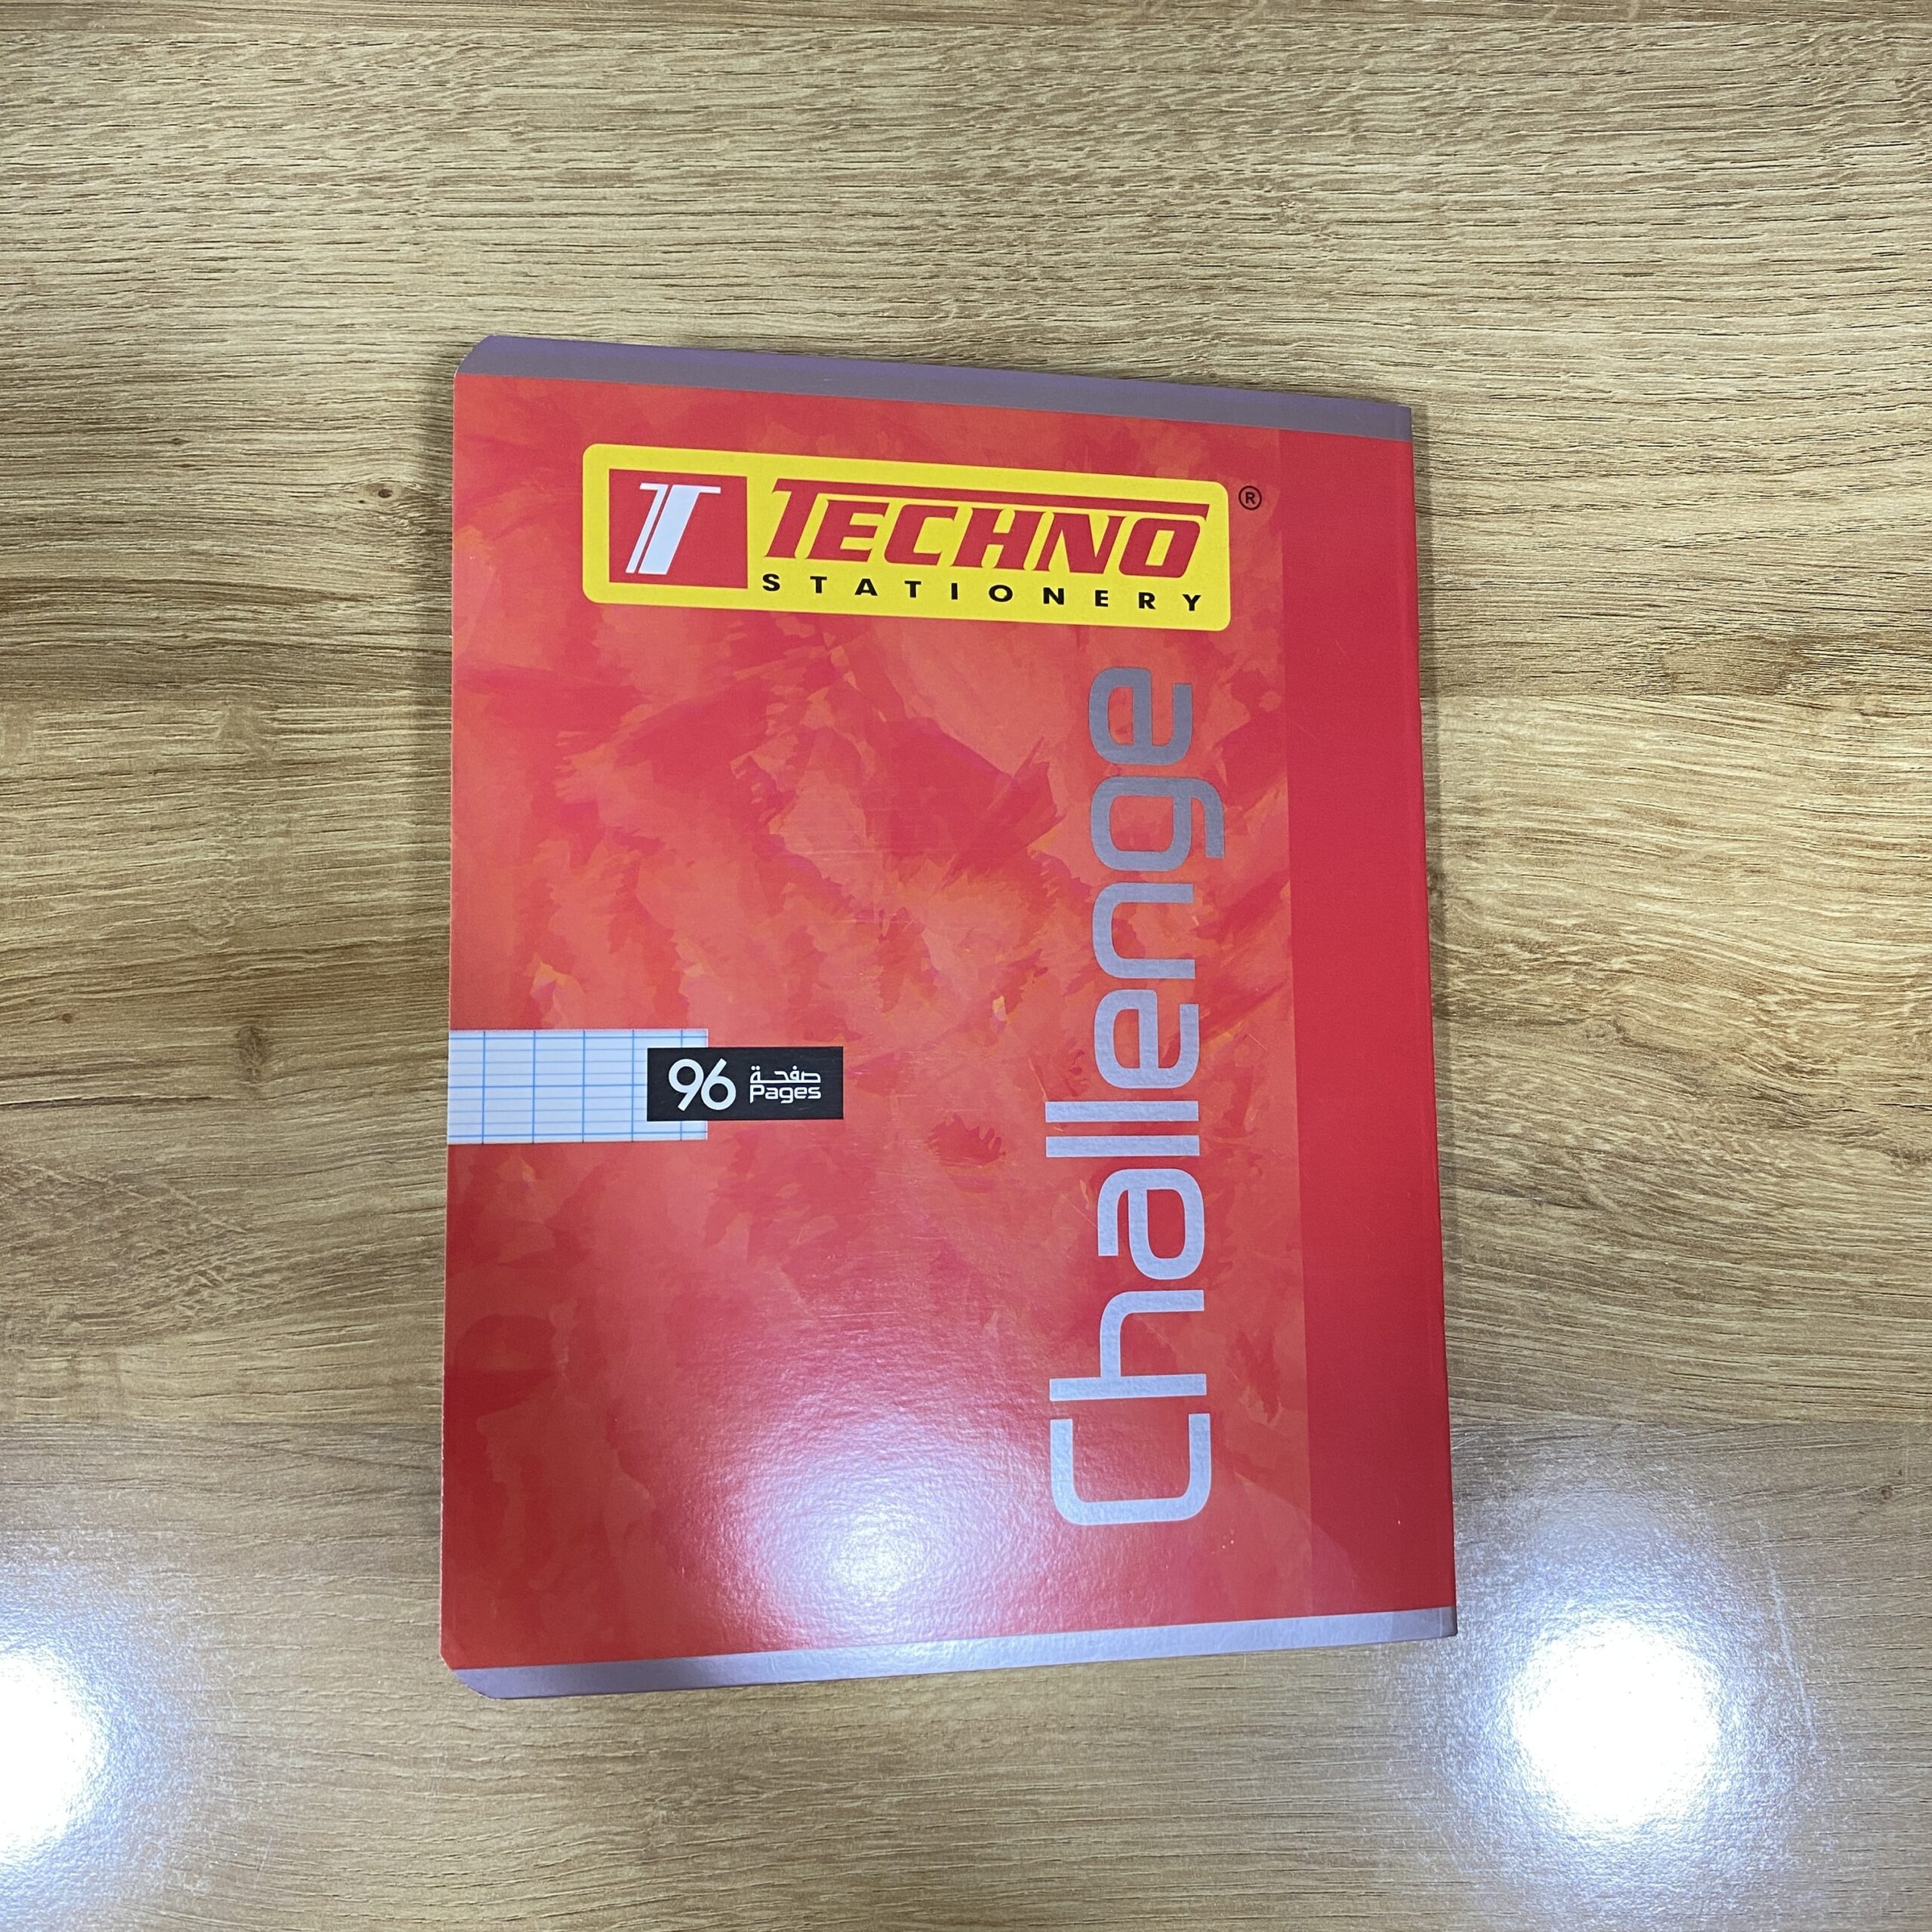 T TECHNO ®
STATIONERY
Challenge
96 صفحة
Pages